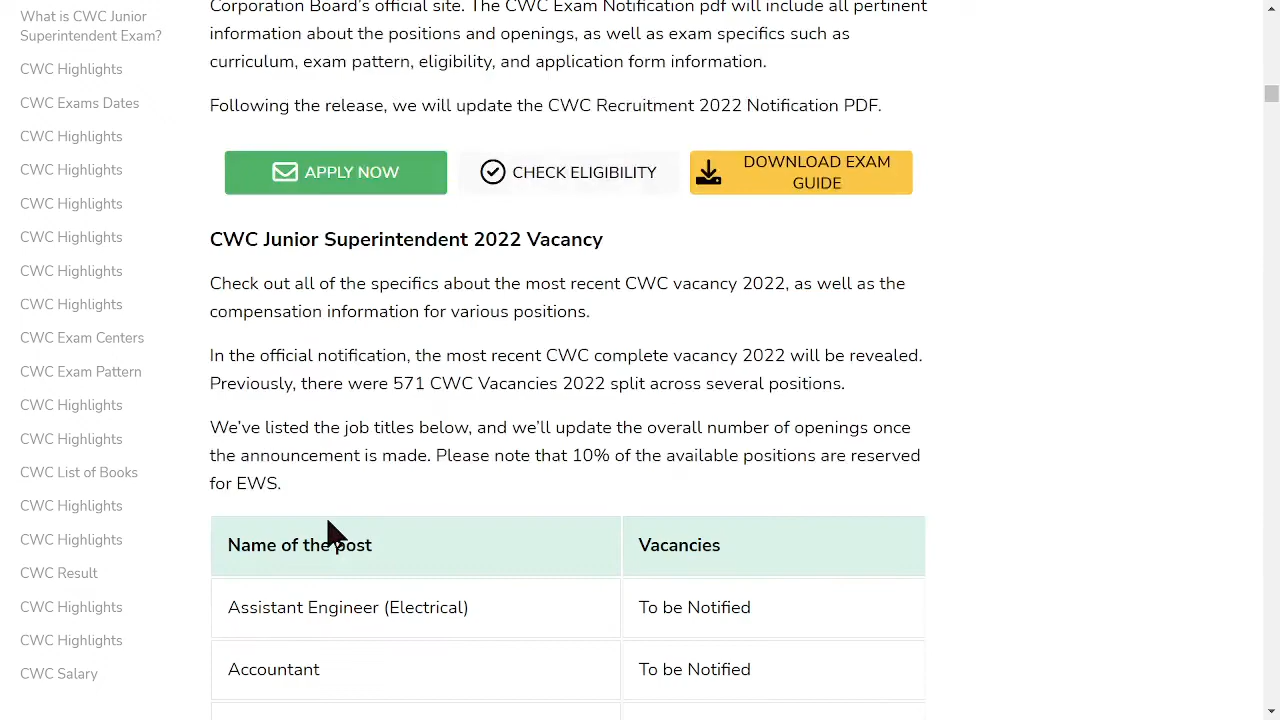 What is CWC Junior
Superintendent Exam?
CWC Highlights
CWC Exams Dates
CWC Highlights
CWC Highlights
CWC Highlights
CWC Highlights
CWC Highlights
CWC Highlights
CWC Exam Centers
CWC Exam Pattern
CWC Highlights
CWC Highlights
CWC List of Books
CWC Highlights
CWC Highlights
CWC Result
CWC Highlights
CWC Highlights
CWC Salary
Corporation Board's official site. The CWC Exam Notification pdf will include all pertinent
information about the positions and openings, as well as exam specifics such as
curriculum, exam pattern, eligibility, and application form information.
Following the release, we will update the CWC Recruitment 2022 Notification PDF.
APPLY NOW
CHECK ELIGIBILITY
DOWNLOAD EXAM
GUIDE
CWC Junior Superintendent 2022 Vacancy
Check out all of the specifics about the most recent CWC vacancy 2022, as well as the
compensation information for various positions.
In the official notification, the most recent CWC complete vacancy 2022 will be revealed.
Previously, there were 571 CWC Vacancies 2022 split across several positions.
We've listed the job titles below, and we'll update the overall number of openings once
the announcement is made. Please note that 10% of the available positions are reserved
for EWS.
Name of the post
Vacancies
Assistant Engineer (Electrical)
To be Notified
Accountant
To be Notified